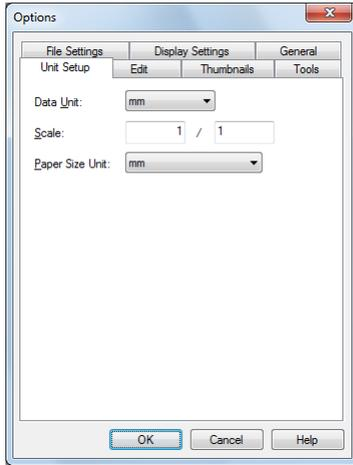 Options
File Settings Display Settings General
Unit Setup Edit Thumbnails Tools
Data Unit: mm
Scale: 1 / 1
Paper Size Unit: mm
OK Cancel Help